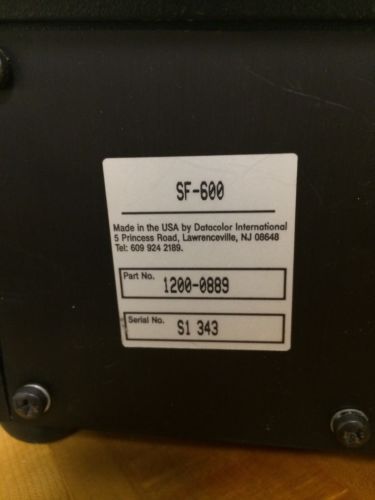 SF-600
Made in the USA by Datacolor International
5 Princess Road, Lawrenceville, NJ 08648
Tel: 609 924 2189.
Part No. 1200-0889
Serial No. S1 343